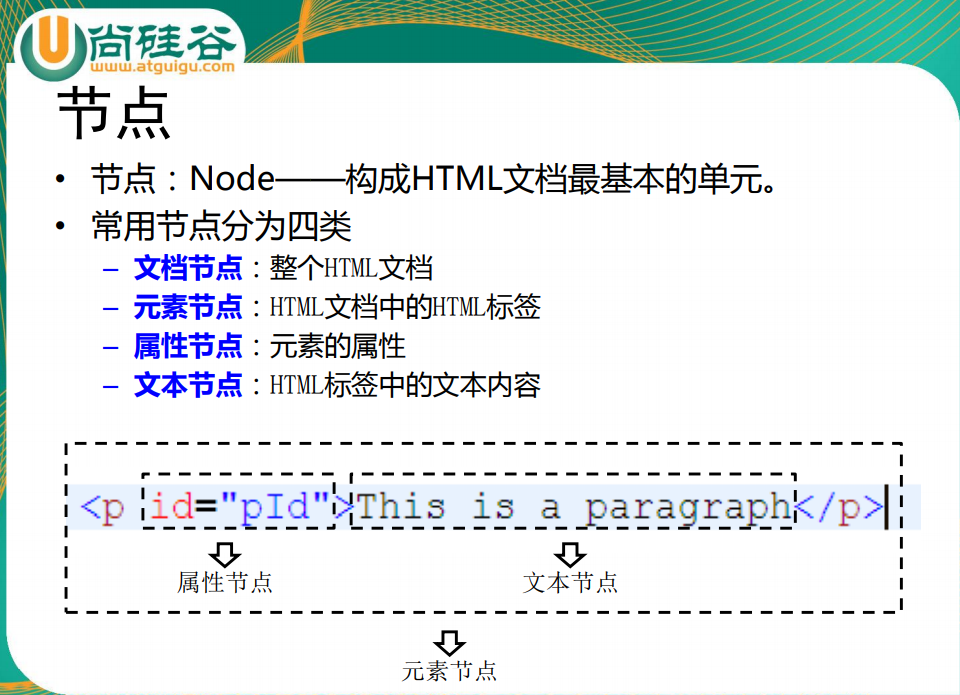 尚硅谷
www.atguigu.com
节点
• 节点：Node——构成HTML文档最基本的单元。
• 常用节点分为四类
– 文档节点：整个HTML文档
– 元素节点：HTML文档中的HTML标签
– 属性节点：元素的属性
– 文本节点：HTML标签中的文本内容
<p id="pId">This is a paragraph</p>
属性节点 文本节点
元素节点